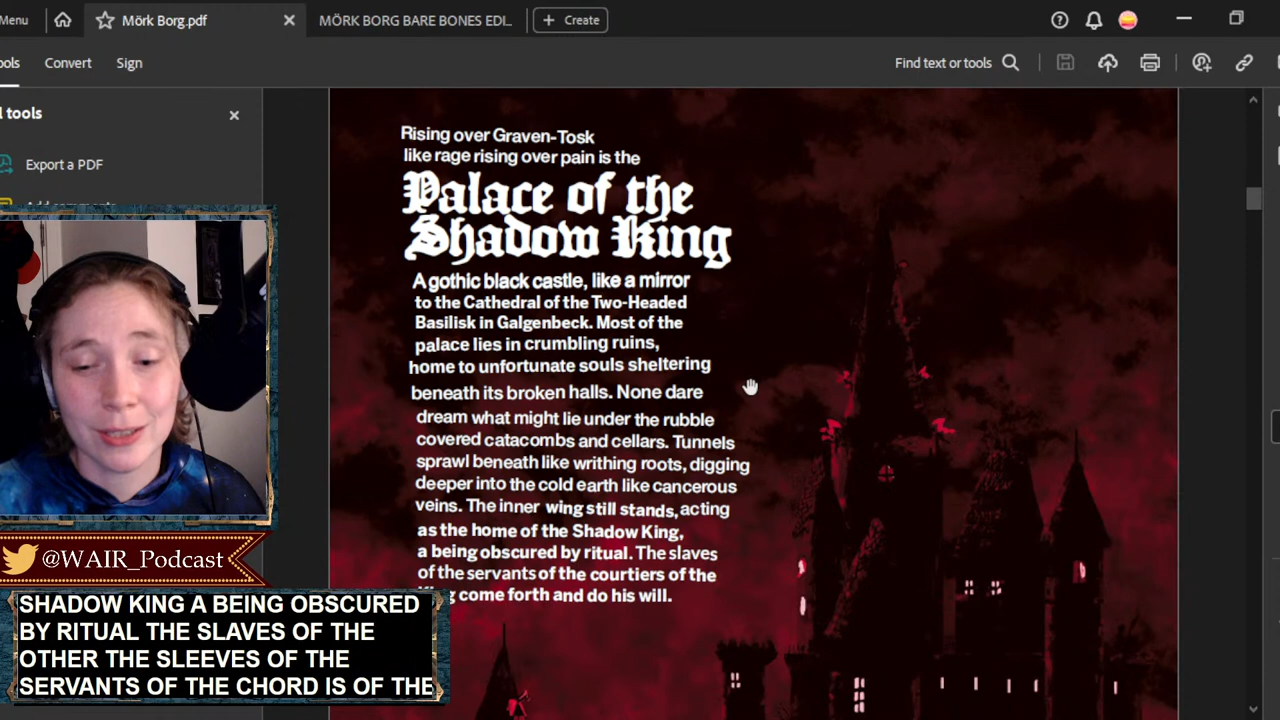 Menu
Mörk Borg.pdf
MÖRK BORG BARE BONES EDI...
Create
ols
Convert
Sign
Find text or tools
l tools
Export a PDF
Rising over Graven-Tosk
like rage rising over pain is the
Palace of the
Shadow King
A gothic black castle, like a mirror
to the Cathedral of the Two-Headed
Basilisk in Galgenbeck. Most of the
palace lies in crumbling ruins,
home to unfortunate souls sheltering
beneath its broken halls. None dare
dream what might lie under the rubble
covered catacombs and cellars. Tunnels
sprawl beneath like writhing roots, digging
deeper into the cold earth like cancerous
veins. The inner wing still stands, acting
as the home of the Shadow King,
a being obscured by ritual. The slaves
of the servants of the courtiers of the
come forth and do his will.
@WAIR_Podcast
SHADOW KING A BEING OBSCURED
BY RITUAL THE SLAVES OF THE
OTHER THE SLEEVES OF THE
SERVANTS OF THE CHORD IS OF THE